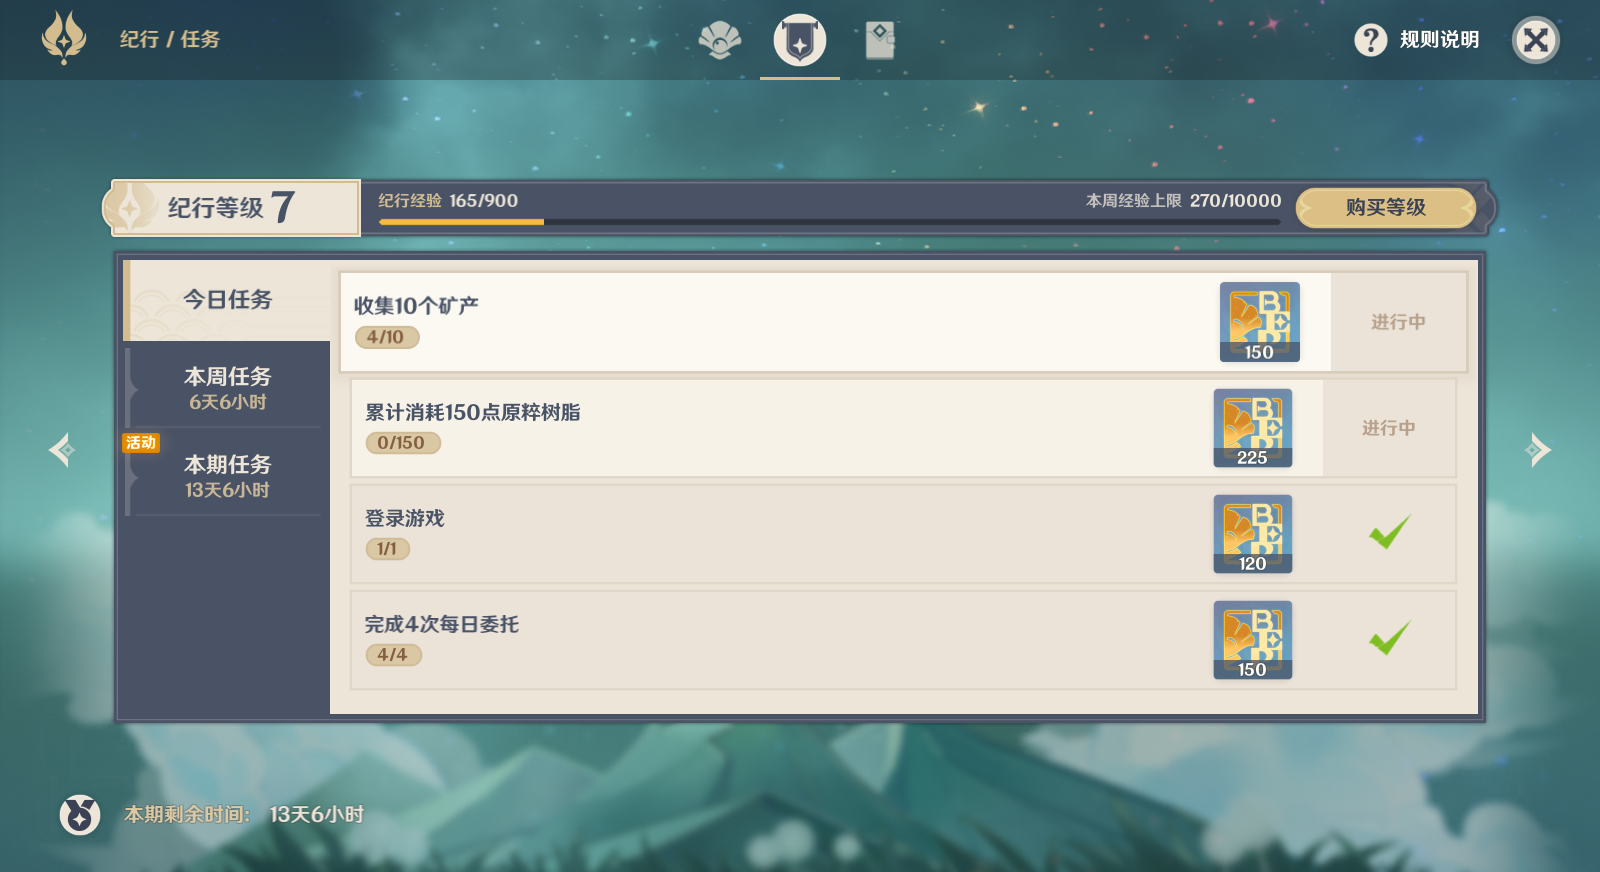 纪行 / 任务
规则说明
纪行等级 7
纪行经验 165/900
本周经验上限 270/10000
购买等级
今日任务
本周任务
6天6小时
活动
本期任务
13天6小时
收集10个矿产
4/10
150
进行中
累计消耗150点原粹树脂
0/150
225
进行中
登录游戏
1/1
120
完成4次每日委托
4/4
150
本期剩余时间: 13天6小时